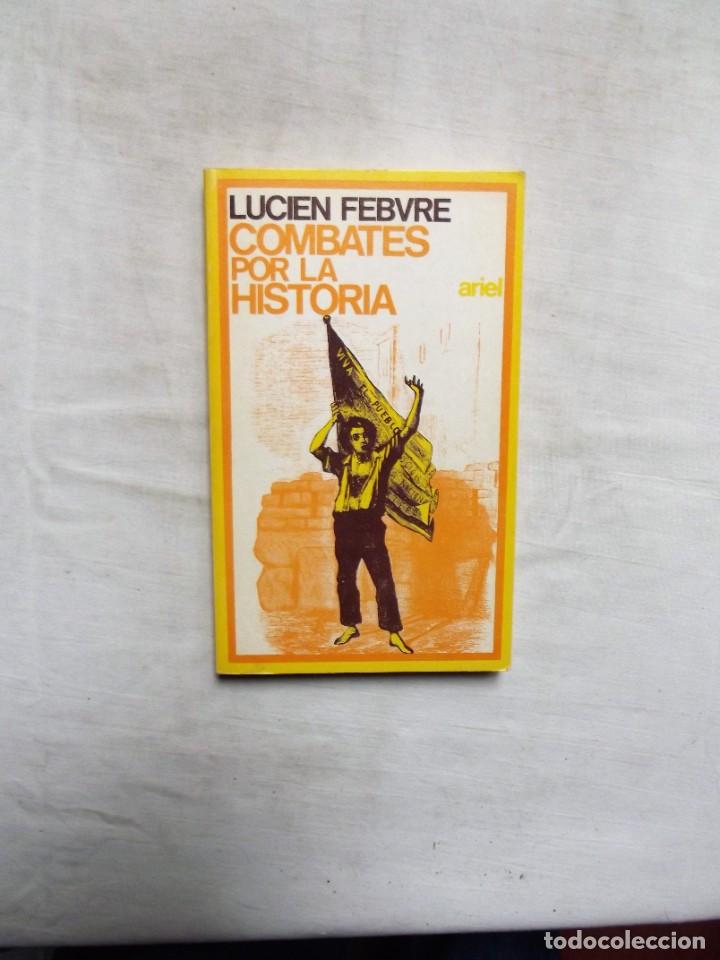 LUCIEN FEBVRE
COMBATES
POR LA
HISTORIA
ariel
VIVA EL PUEBLO
todocoleccion